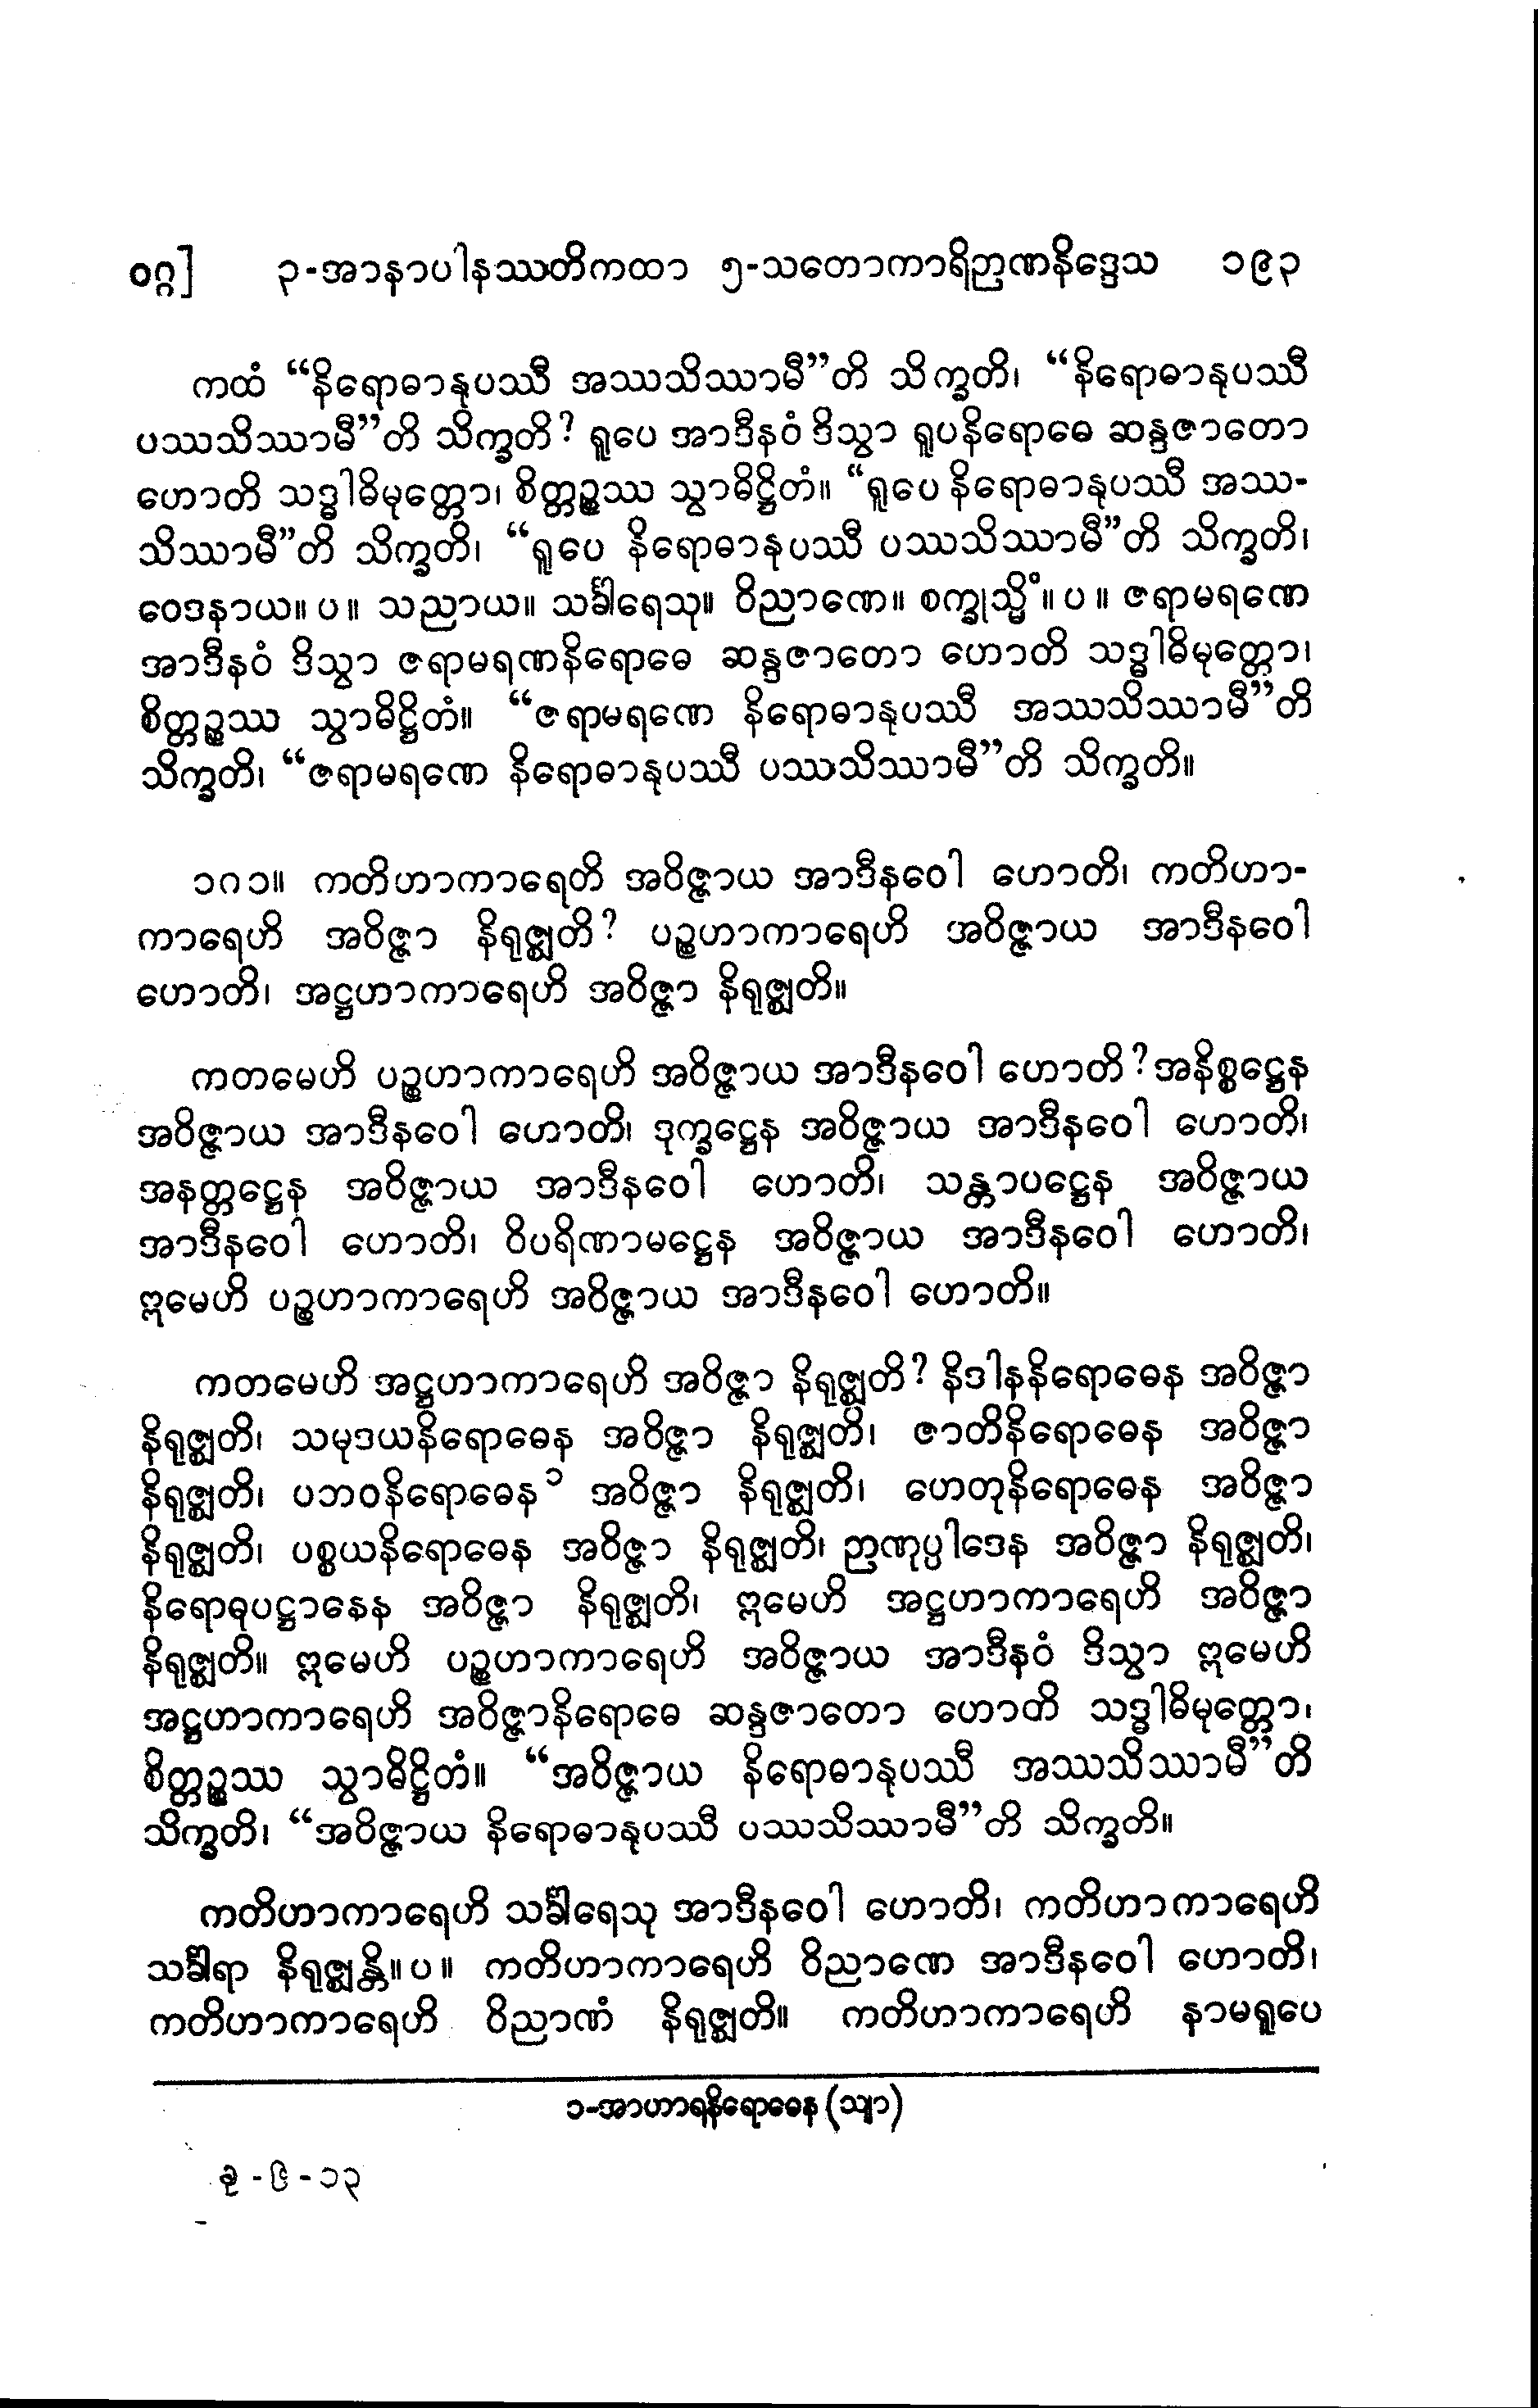 ဝဂ္ဂ] ၃-အာနာပါနဿတိကထာ ၅-သတောကာရိဉာဏနိဒ္ဒေသ ၁၉၃
ကထံ “နိရောဓာနုပဿီ အဿသိဿာမီ”တိ သိက္ခတိ၊ “နိရောဓာနုပဿီ
ပဿသိဿာမီ”တိ သိက္ခတိ? ရူပေ အာဒီနဝံ ဒိသွာ ရူပနိရောဓေ ဆန္ဒဇာတော
ဟောတိ သဒ္ဓါဓိမုတ္တော၊ စိတ္တဉ္စဿ သွာဓိဋ္ဌိတံ။ “ရူပေ နိရောဓာနုပဿီ အဿ-
သိဿာမီ”တိ သိက္ခတိ၊ “ရူပေ နိရောဓာနုပဿီ ပဿသိဿာမီ”တိ သိက္ခတိ၊
ဝေဒနာယ။ ပ။ သညာယ။ သင်္ခါရေသု။ ဝိညာဏေ။ စက္ခုသ္မိံ။ ပ။ ဇရာမရဏေ
အာဒီနဝံ ဒိသွာ ဇရာမရဏနိရောဓေ ဆန္ဒဇာတော ဟောတိ သဒ္ဓါဓိမုတ္တော၊
စိတ္တဉ္စဿ သွာဓိဋ္ဌိတံ။ “ဇရာမရဏေ နိရောဓာနုပဿီ အဿသိဿာမီ”တိ
သိက္ခတိ၊ “ဇရာမရဏေ နိရောဓာနုပဿီ ပဿသိဿာမီ”တိ သိက္ခတိ။
၁၇၁။ ကတိဟာကာရေတိ အဝိဇ္ဇာယ အာဒီနဝေါ ဟောတိ၊ ကတိဟာ-
ကာရေဟိ အဝိဇ္ဇာ နိရုဇ္ဈတိ? ပဉ္စဟာကာရေဟိ အဝိဇ္ဇာယ အာဒီနဝေါ
ဟောတိ၊ အဋ္ဌဟာကာရေဟိ အဝိဇ္ဇာ နိရုဇ္ဈတိ။
ကတမေဟိ ပဉ္စဟာကာရေဟိ အဝိဇ္ဇာယ အာဒီနဝေါ ဟောတိ? အနိစ္စဋ္ဌေန
အဝိဇ္ဇာယ အာဒီနဝေါ ဟောတိ၊ ဒုက္ခဋ္ဌေန အဝိဇ္ဇာယ အာဒီနဝေါ ဟောတိ၊
အနတ္တဋ္ဌေန အဝိဇ္ဇာယ အာဒီနဝေါ ဟောတိ၊ သန္တာပဋ္ဌေန အဝိဇ္ဇာယ
အာဒီနဝေါ ဟောတိ၊ ဝိပရိဏာမဋ္ဌေန အဝိဇ္ဇာယ အာဒီနဝေါ ဟောတိ၊
ဣမေဟိ ပဉ္စဟာကာရေဟိ အဝိဇ္ဇာယ အာဒီနဝေါ ဟောတိ။
ကတမေဟိ အဋ္ဌဟာကာရေဟိ အဝိဇ္ဇာ နိရုဇ္ဈတိ? နိဒါနနိရောဓေန အဝိဇ္ဇာ
နိရုဇ္ဈတိ၊ သမုဒယနိရောဓေန အဝိဇ္ဇာ နိရုဇ္ဈတိ၊ ဇာတိနိရောဓေန အဝိဇ္ဇာ
နိရုဇ္ဈတိ၊ ပဘဝနိရောဓေန၁ အဝိဇ္ဇာ နိရုဇ္ဈတိ၊ ဟေတုနိရောဓေန အဝိဇ္ဇာ
နိရုဇ္ဈတိ၊ ပစ္စယနိရောဓေန အဝိဇ္ဇာ နိရုဇ္ဈတိ၊ ဉာဏုပ္ပါဒေန အဝိဇ္ဇာ နိရုဇ္ဈတိ၊
နိရောဓုပဋ္ဌာနေန အဝိဇ္ဇာ နိရုဇ္ဈတိ၊ ဣမေဟိ အဋ္ဌဟာကာရေဟိ အဝိဇ္ဇာ
နိရုဇ္ဈတိ။ ဣမေဟိ ပဉ္စဟာကာရေဟိ အဝိဇ္ဇာယ အာဒီနဝံ ဒိသွာ ဣမေဟိ
အဋ္ဌဟာကာရေဟိ အဝိဇ္ဇာနိရောဓေ ဆန္ဒဇာတော ဟောတိ သဒ္ဓါဓိမုတ္တော၊
စိတ္တဉ္စဿ သွာဓိဋ္ဌိတံ။ “အဝိဇ္ဇာယ နိရောဓာနုပဿီ အဿသိဿာမီ”တိ
သိက္ခတိ၊ “အဝိဇ္ဇာယ နိရောဓာနုပဿီ ပဿသိဿာမီ”တိ သိက္ခတိ။
ကတိဟာကာရေဟိ သင်္ခါရေသု အာဒီနဝေါ ဟောတိ၊ ကတိဟာကာရေဟိ
သင်္ခါရာ နိရုဇ္ဈန္တိ။ ပ။ ကတိဟာကာရေဟိ ဝိညာဏေ အာဒီနဝေါ ဟောတိ၊
ကတိဟာကာရေဟိ ဝိညာဏံ နိရုဇ္ဈတိ။ ကတိဟာကာရေဟိ နာမရူပေ
၁-အာဟာရနိရောဓေန (သျာ)
ခု-၆-၁၃